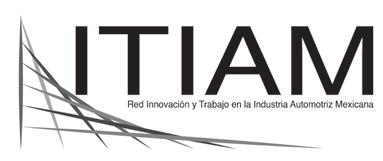 ITIAM
Red Innovación y Trabajo en la Industria Automotriz Mexicana